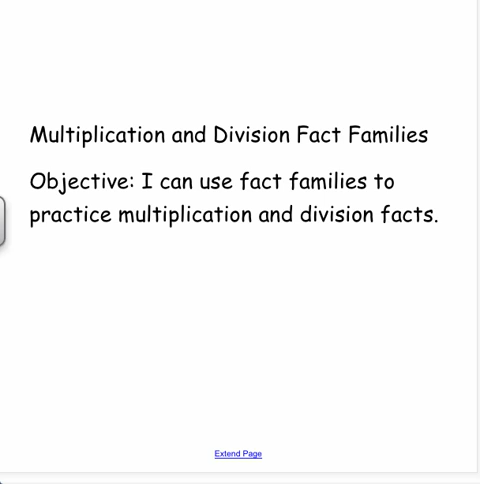 Multiplication and Division Fact Families
Objective: I can use fact families to
practice multiplication and division facts.
Extend Page